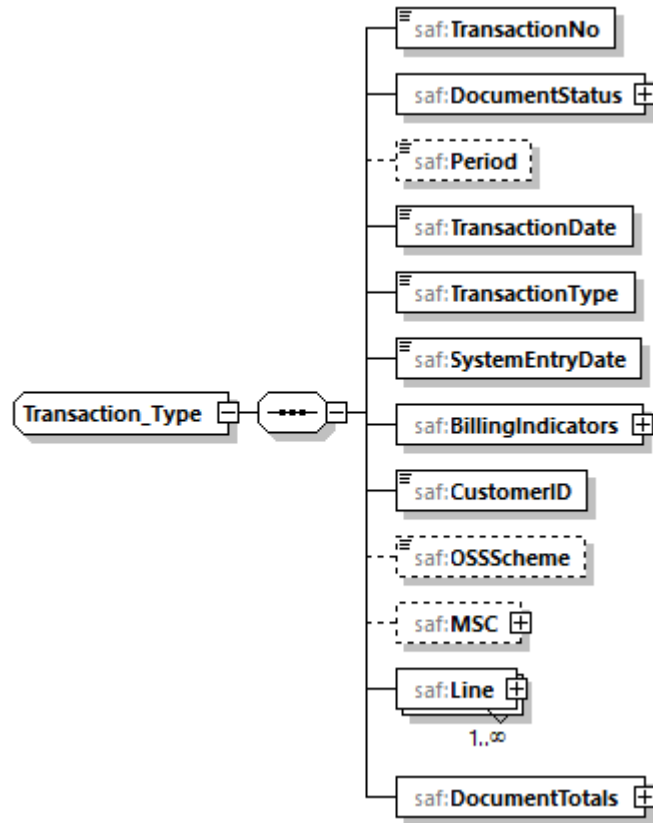 saf:TransactionNo
saf:DocumentStatus
saf:Period
saf:TransactionDate
saf:TransactionType
saf:SystemEntryDate
Transaction_Type
saf:BillingIndicators
saf:CustomerID
saf:OSSScheme
saf:MSC
saf:Line
1..∞
saf:DocumentTotals